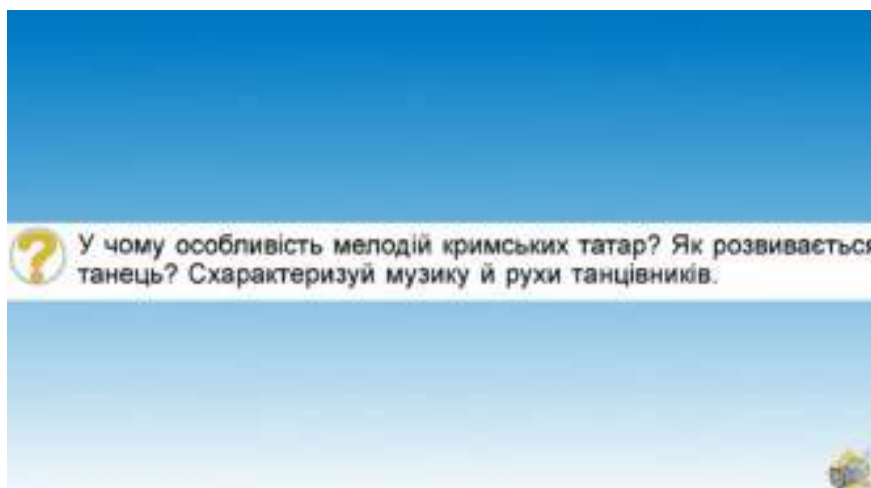 У чому особливість мелодій кримських татар? Як розвивається
танець? Схарактеризуй музику й рухи танцівників.